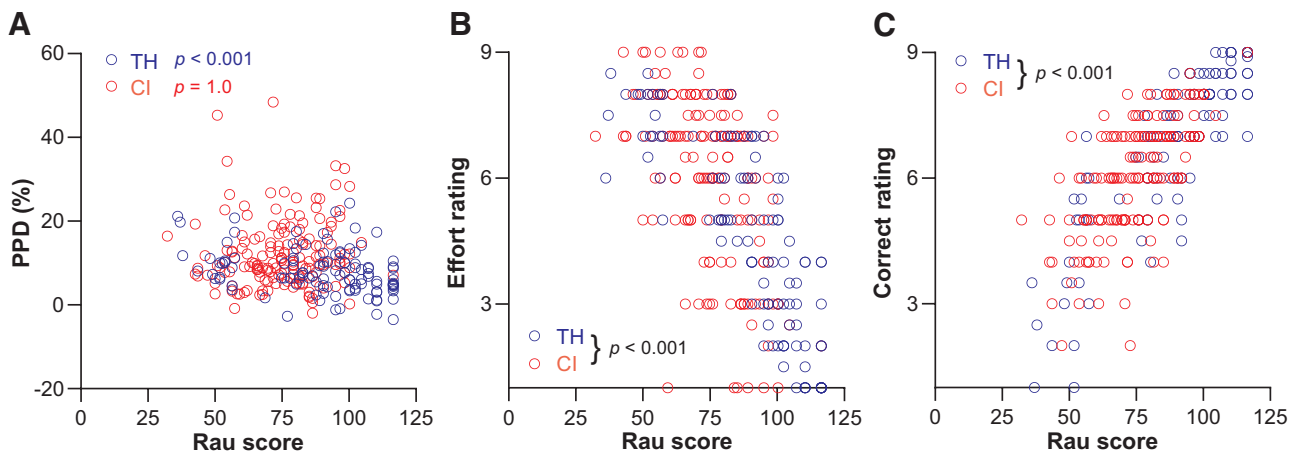 A
60
TH p < 0.001
CI p = 1.0
40
20
0
-20
PPD (%)
0 25 50 75 100 125
Rau score
B
9
6
3
Effort rating
TH
CI
} p < 0.001
0 25 50 75 100 125
Rau score
C
9
TH
CI
} p < 0.001
6
3
Correct rating
0 25 50 75 100 125
Rau score